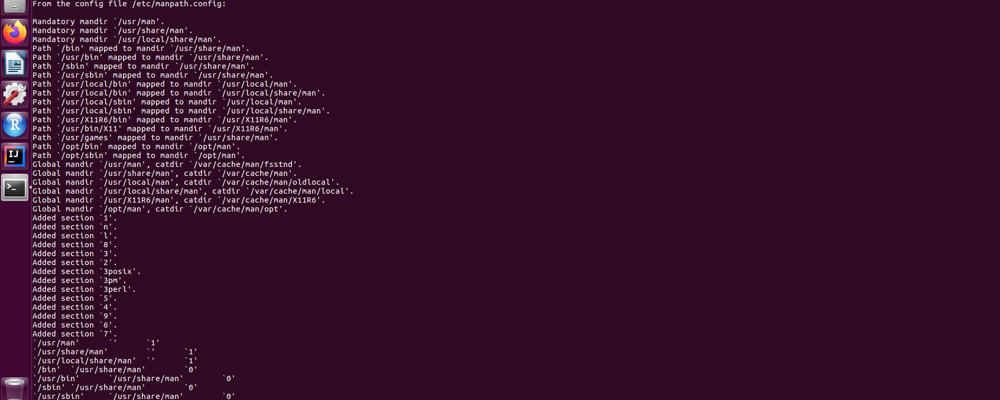 From the config file /etc/manpath.config:
Mandatory mandir `/usr/man'.
Mandatory mandir `/usr/share/man'.
Mandatory mandir `/usr/local/share/man'.
Path `/bin' mapped to mandir `/usr/share/man'.
Path `/usr/bin' mapped to mandir `/usr/share/man'.
Path `/sbin' mapped to mandir `/usr/share/man'.
Path `/usr/sbin' mapped to mandir `/usr/share/man'.
Path `/usr/local/bin' mapped to mandir `/usr/local/man'.
Path `/usr/local/bin' mapped to mandir `/usr/local/share/man'.
Path `/usr/local/sbin' mapped to mandir `/usr/local/man'.
Path `/usr/local/sbin' mapped to mandir `/usr/local/share/man'.
Path `/usr/X11R6/bin' mapped to mandir `/usr/X11R6/man'.
Path `/usr/bin/X11' mapped to mandir `/usr/X11R6/man'.
Path `/usr/games' mapped to mandir `/usr/share/man'.
Path `/opt/bin' mapped to mandir `/opt/man'.
Path `/opt/sbin' mapped to mandir `/opt/man'.
Global mandir `/usr/man', catdir `/var/cache/man/fsstnd'.
Global mandir `/usr/share/man', catdir `/var/cache/man'.
Global mandir `/usr/local/man', catdir `/var/cache/man/oldlocal'.
Global mandir `/usr/local/share/man', catdir `/var/cache/man/local'.
Global mandir `/usr/X11R6/man', catdir `/var/cache/man/X11R6'.
Global mandir `/opt/man', catdir `/var/cache/man/opt'.
Added section `1'.
Added section `n'.
Added section `l'.
Added section `8'.
Added section `3'.
Added section `2'.
Added section `3posix'.
Added section `3pm'.
Added section `3perl'.
Added section `5'.
Added section `4'.
Added section `9'.
Added section `6'.
Added section `7'.
`/usr/man'	`'	`1'
`/usr/share/man'	`'	`1'
`/usr/local/share/man'	`'	`1'
`/bin'	`/usr/share/man'	`0'
`/usr/bin'	`/usr/share/man'	`0'
`/sbin'	`/usr/share/man'	`0'
`/usr/sbin'	`/usr/share/man'	`0'
R
IJ
>_